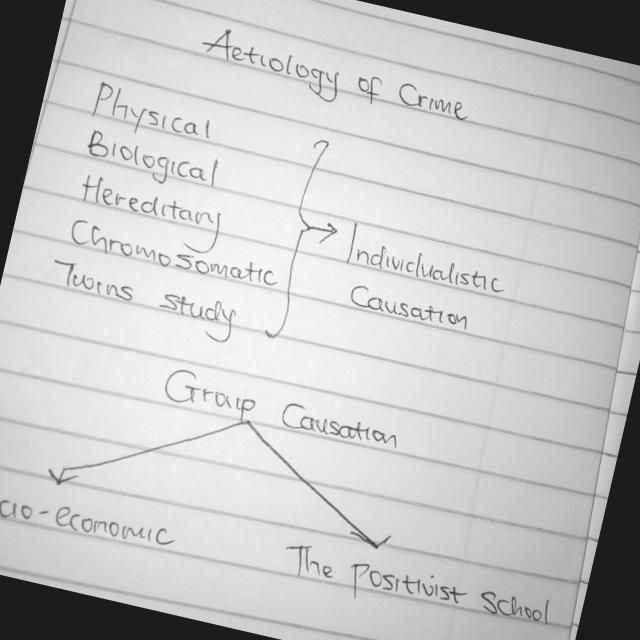 Aetiology of Crime
Physical
Biological
Hereditary
Chromosomatic
Twins study
Individualistic
Causation
Group Causation
cio-economic
The Positivist School